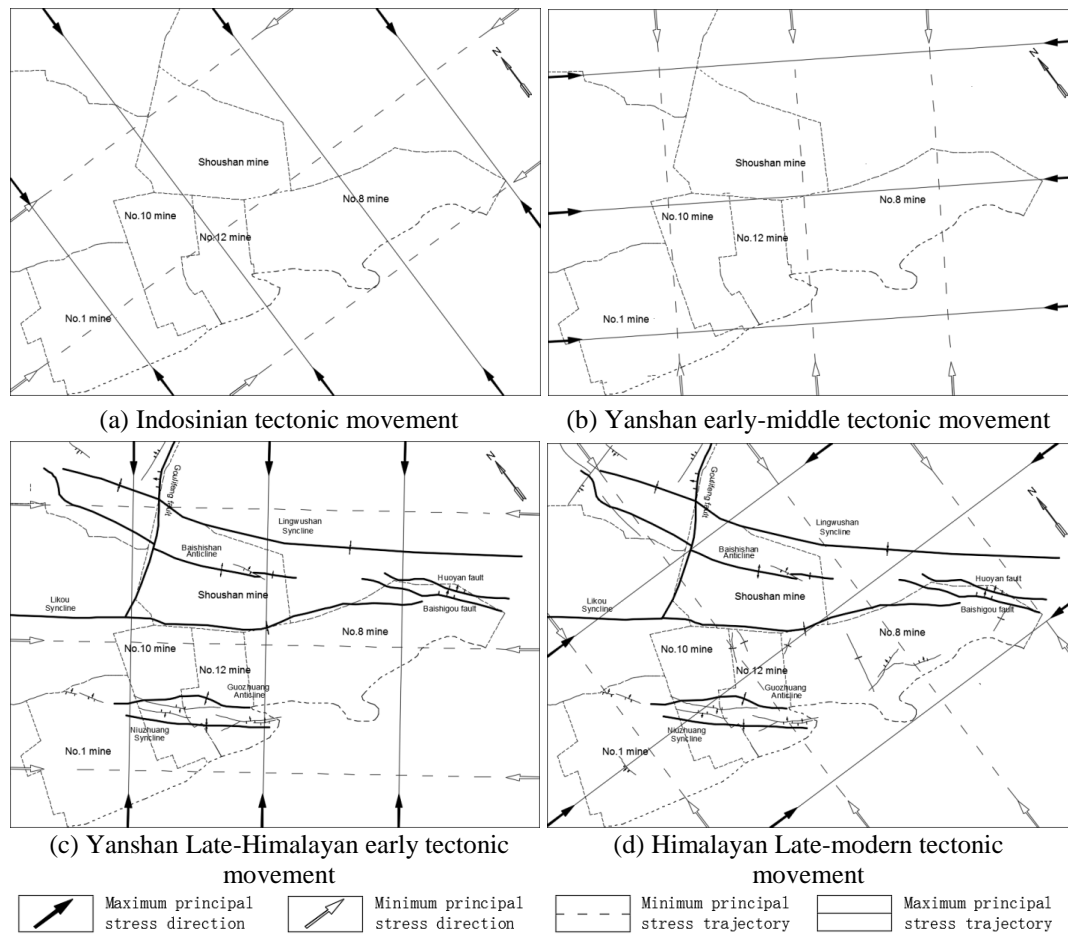 N
Shoushan mine
No.10 mine
No.8 mine
No.12 mine
No.1 mine
(a) Indosinian tectonic movement
N
Shoushan mine
No.10 mine
No.8 mine
No.12 mine
No.1 mine
(b) Yanshan early-middle tectonic movement
N
Goulifeng fault
Lingwushan
Syncline
Baishishan
Anticline
Huoyan fault
Likou
Syncline
Shoushan mine
Baishigou fault
No.10 mine
No.8 mine
No.12 mine
Guozhuang
Anticline
Niuzhuang
Syncline
No.1 mine
(c) Yanshan Late-Himalayan early tectonic
movement
N
Goulifeng fault
Lingwushan
Syncline
Baishishan
Anticline
Huoyan fault
Likou
Syncline
Shoushan mine
Baishigou fault
No.10 mine
No.8 mine
No.12 mine
Guozhuang
Anticline
Niuzhuang
Syncline
No.1 mine
(d) Himalayan Late-modern tectonic
movement
Maximum principal
stress direction
Minimum principal
stress direction
Minimum principal
stress trajectory
Maximum principal
stress trajectory